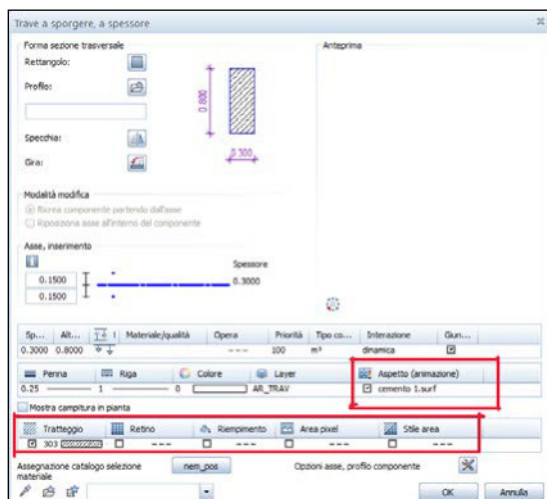 Trave a sporgere, a spessore
Forma sezione trasversale
Anteprima
Rettangolo:
Profilo:
0.800
Specchia:
0.300
Gira:
Modalità modifica
Ricrea componente partendo dall'asse
Riposiziona asse all'interno del componente
Asse, inserimento
Spessore
0.1500
0.3000
0.1500
Sp... Alt... Materiale/qualità Opera Priorità Tipo co... Interazione Giun...
0.3000 0.8000 --- 100 m³ dinamica
Penna Riga Colore Layer Aspetto (animazione)
0.25 1 0 AR_TRAV cemento 1.surf
Mostra campitura in pianta
Tratteggio Retino Riempimento Area pixel Stile area
303 --- --- --- ---
Assegnazione catalogo selezione materiale nem_pos Opzioni asse, profilo componente
OK Annulla